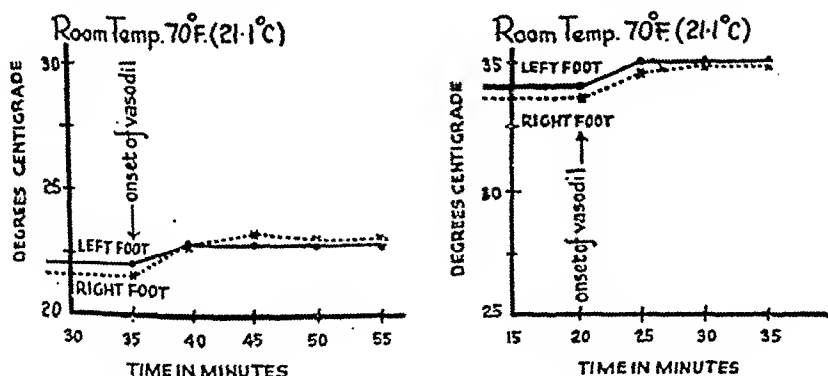 Room Temp. 70°F. (21·1°C)
DEGREES CENTIGRADE
30
25
20
onset of vasodil
LEFT FOOT
RIGHT FOOT
30 35 40 45 50 55
TIME IN MINUTES
Room Temp. 70°F. (21·1°C)
DEGREES CENTIGRADE
35
30
25
LEFT FOOT
RIGHT FOOT
onset of vasodil
15 20 25 30 35
TIME IN MINUTES